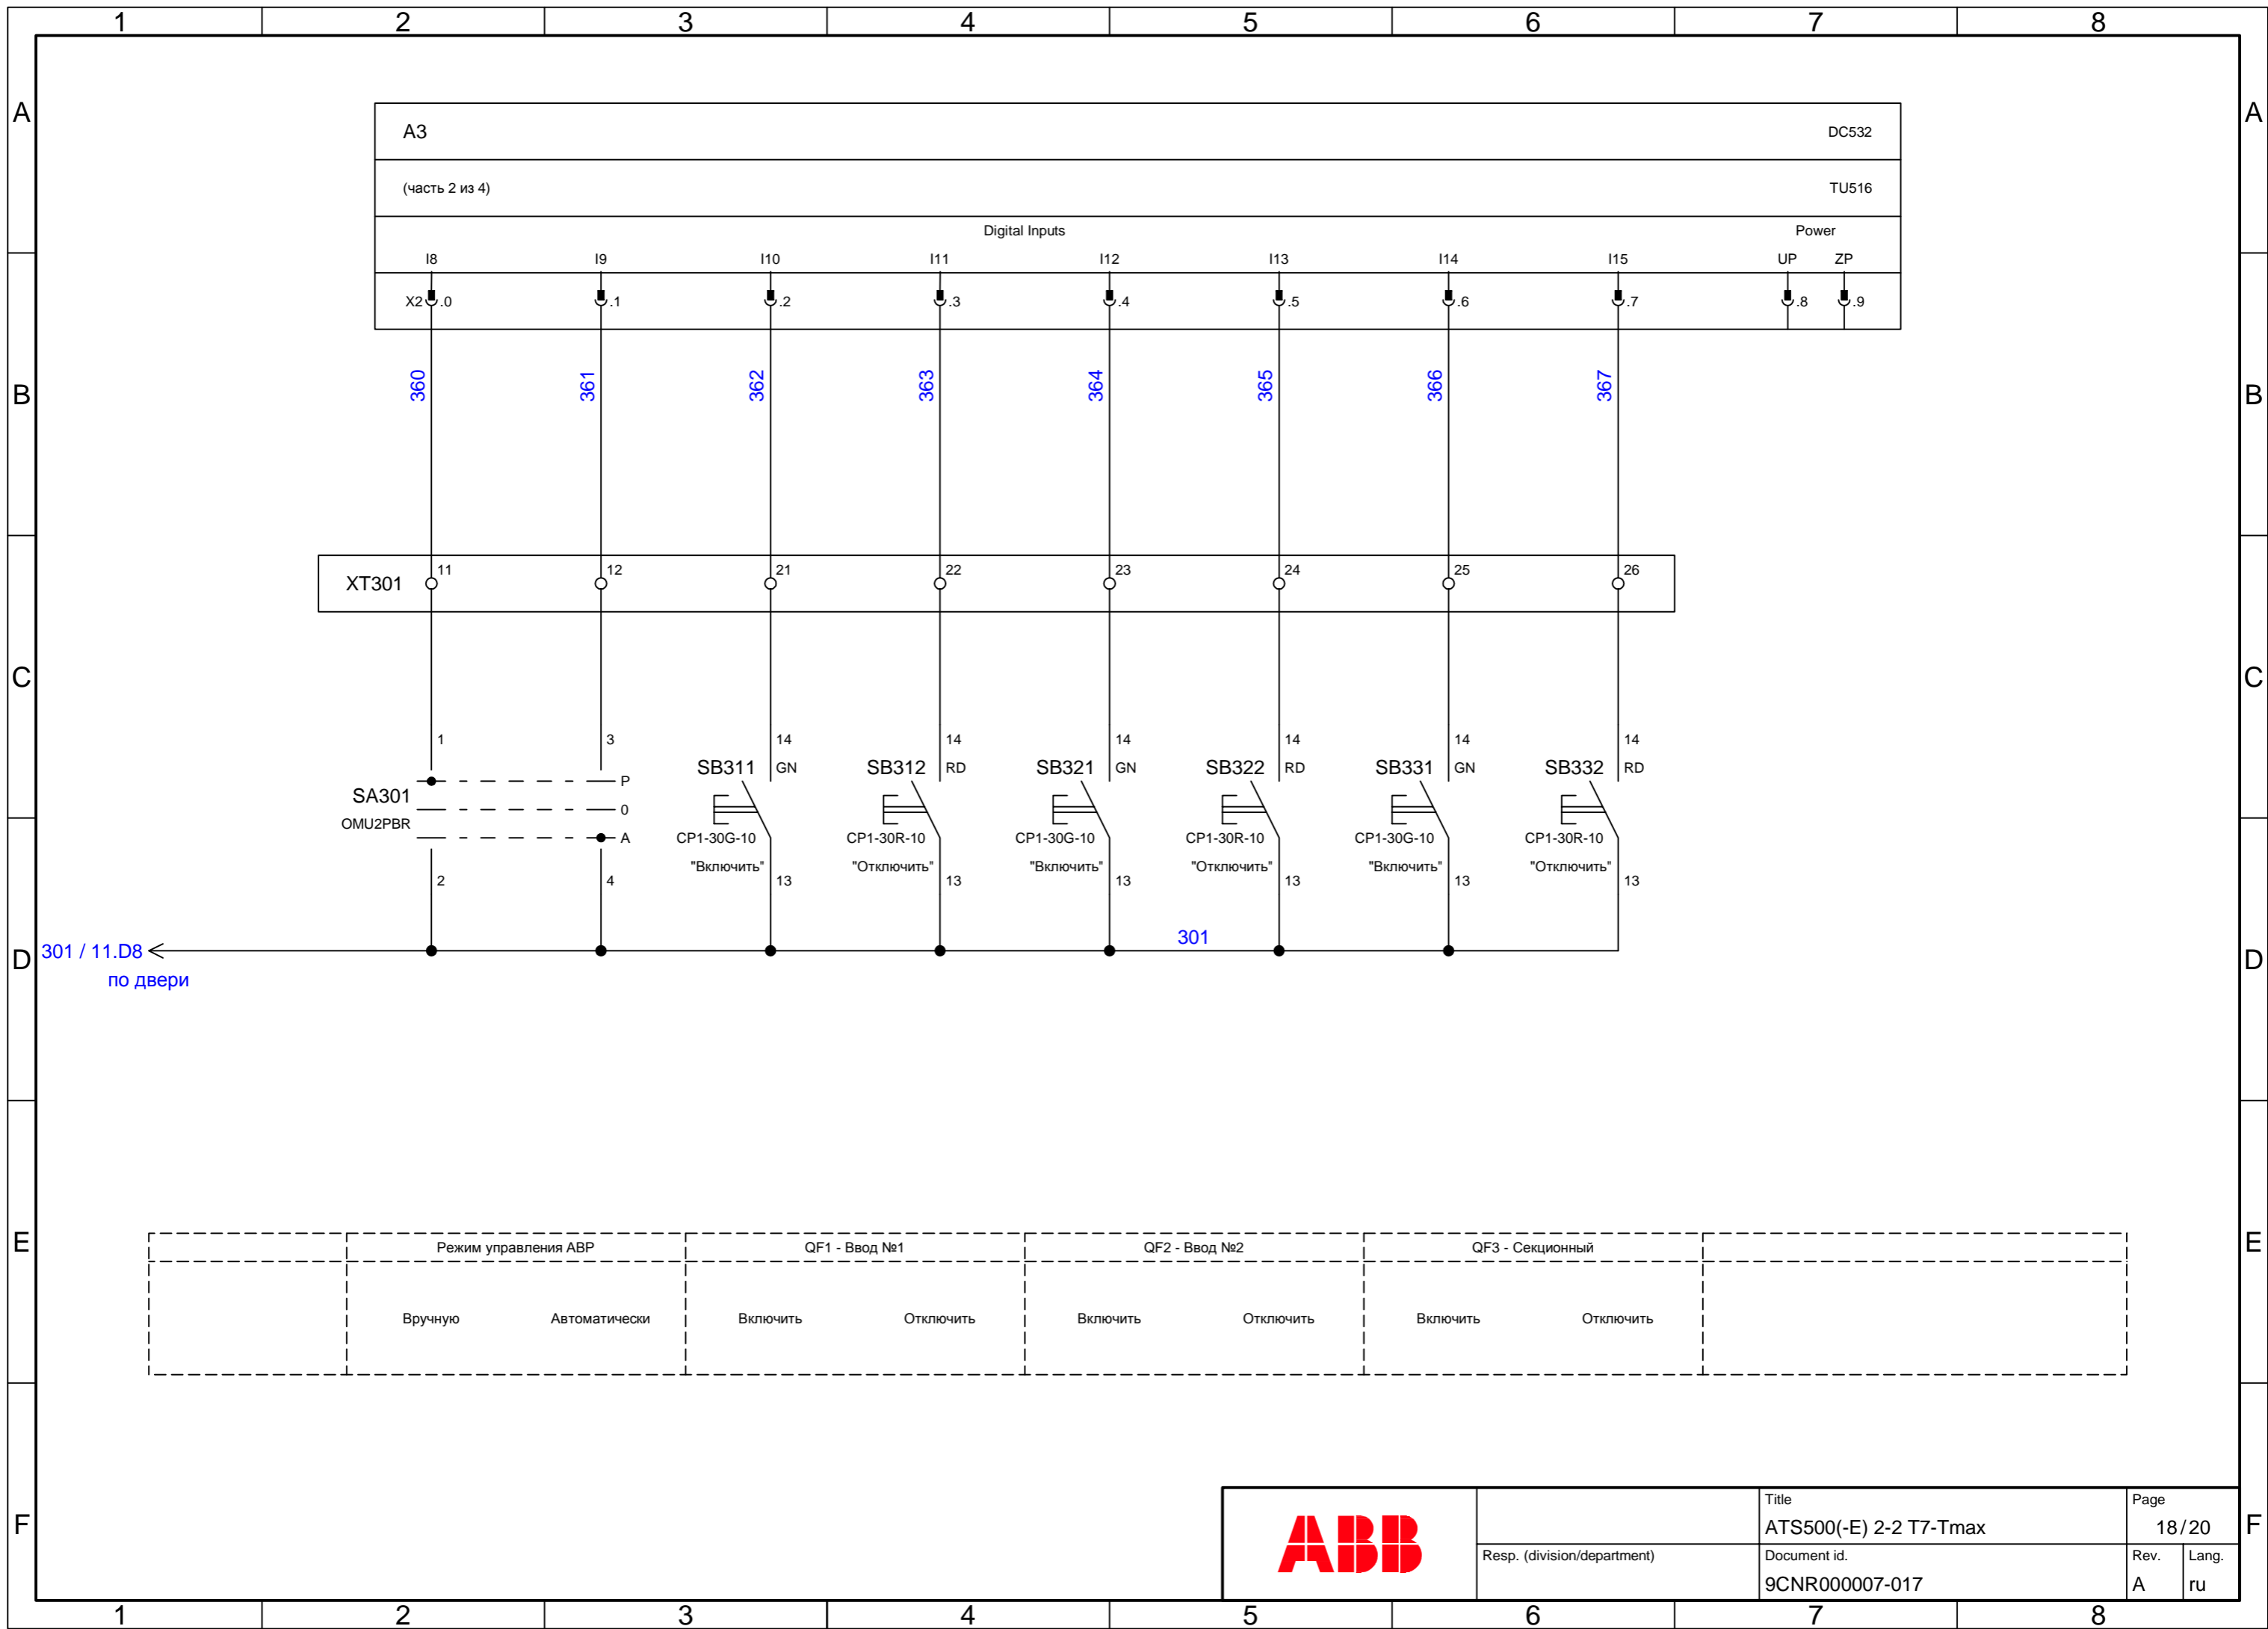 1 2 3 4 5 6 7 8
A A
A3 DC532
(часть 2 из 4) TU516
Digital Inputs Power
I8 I9 I10 I11 I12 I13 I14 I15 UP ZP
X2 .0 .1 .2 .3 .4 .5 .6 .7 .8 .9
B B
360 361 362 363 364 365 366 367
XT301 11 12 21 22 23 24 25 26
C C
1 3 14 14 14 14 14 14
SB311 GN SB312 RD SB321 GN SB322 RD SB331 GN SB332 RD
P
SA301 0
OMU2PBR A
CP1-30G-10 CP1-30R-10 CP1-30G-10 CP1-30R-10 CP1-30G-10 CP1-30R-10
"Включить" "Отключить" "Включить" "Отключить" "Включить" "Отключить"
2 4 13 13 13 13 13 13
301
D 301 / 11.D8 D
по двери
E E
Режим управления АВР QF1 - Ввод №1 QF2 - Ввод №2 QF3 - Секционный
Вручную Автоматически Включить Отключить Включить Отключить Включить Отключить
F F
ABB
Title
ATS500(-E) 2-2 T7-Tmax
Page
18/20
Resp. (division/department)
Document id.
9CNR000007-017
Rev. Lang.
A ru
1 2 3 4 5 6 7 8